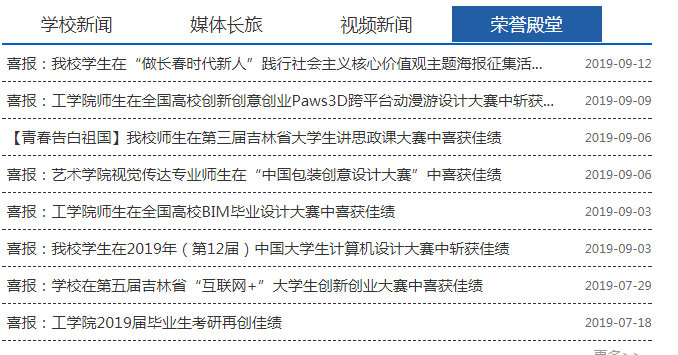 学校新闻 媒体长旅 视频新闻 荣誉殿堂
喜报：我校学生在“做长春时代新人”践行社会主义核心价值观主题海报征集活... 2019-09-12
喜报：工学院师生在全国高校创新创意创业Paws3D跨平台动漫游设计大赛中斩获... 2019-09-09
【青春告白祖国】我校师生在第三届吉林省大学生讲思政课大赛中喜获佳绩 2019-09-06
喜报：艺术学院视觉传达专业师生在“中国包装创意设计大赛”中喜获佳绩 2019-09-06
喜报：工学院师生在全国高校BIM毕业设计大赛中喜获佳绩 2019-09-03
喜报：我校学生在2019年（第12届）中国大学生计算机设计大赛中斩获佳绩 2019-09-03
喜报：学校在第五届吉林省“互联网+”大学生创新创业大赛中喜获佳绩 2019-07-29
喜报：工学院2019届毕业生考研再创佳绩 2019-07-18
更多>>